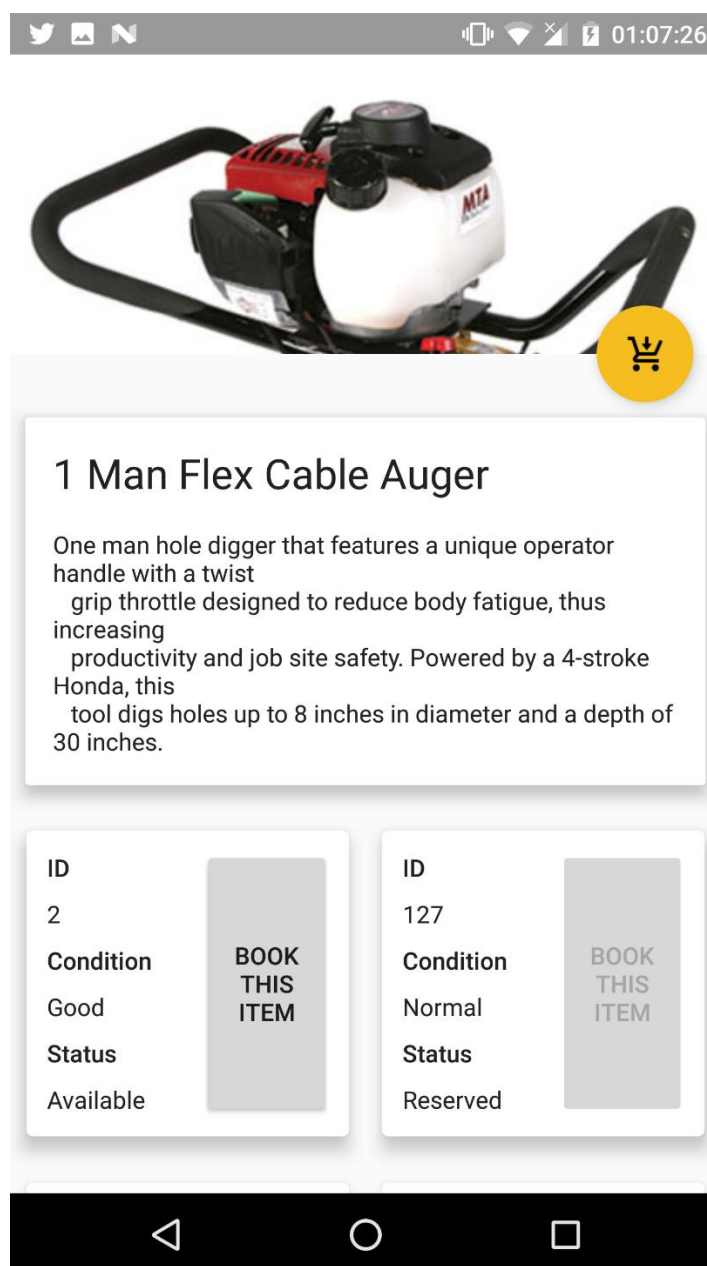 01:07:26
MTA
1 Man Flex Cable Auger
One man hole digger that features a unique operator
handle with a twist
grip throttle designed to reduce body fatigue, thus
increasing
productivity and job site safety. Powered by a 4-stroke
Honda, this
tool digs holes up to 8 inches in diameter and a depth of
30 inches.
ID
2
Condition
Good
Status
Available
BOOK
THIS
ITEM
ID
127
Condition
Normal
Status
Reserved
BOOK
THIS
ITEM